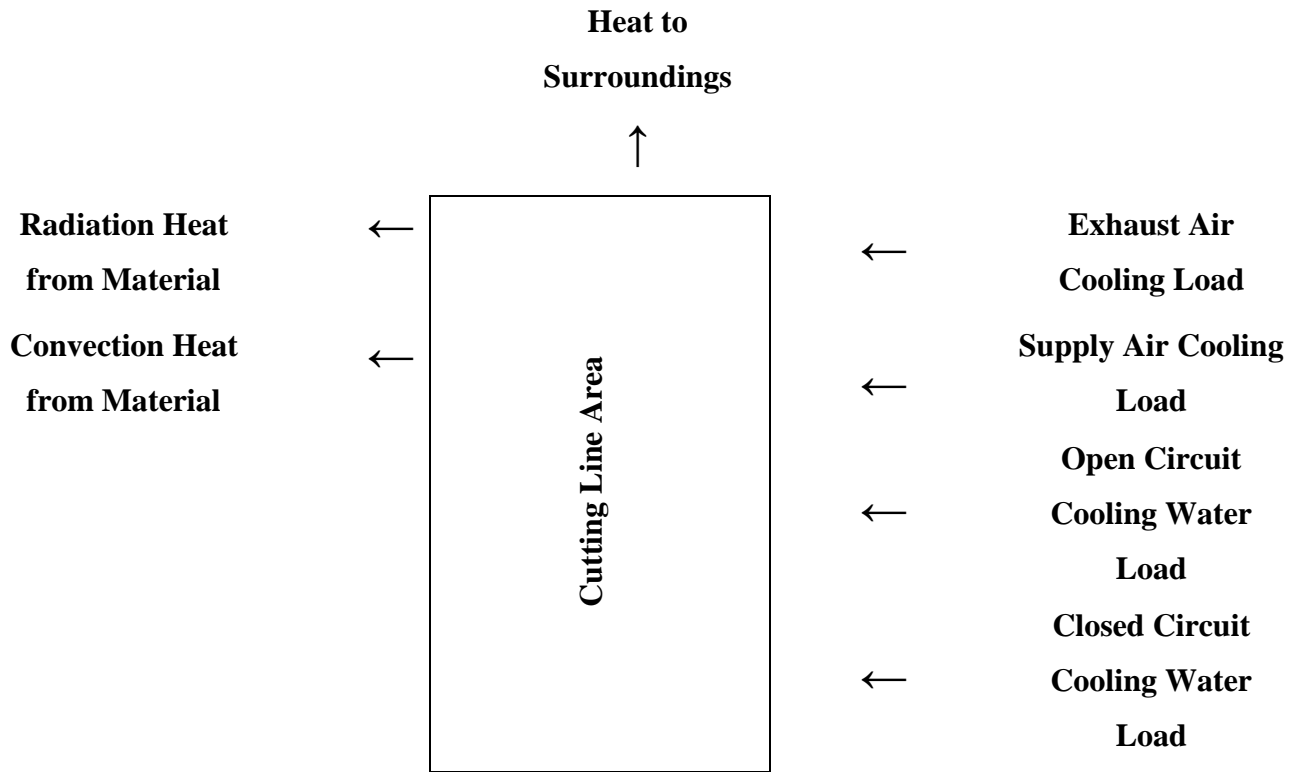 Heat to
Surroundings
↑
Radiation Heat
from Material
←
Convection Heat
from Material
←
Cutting Line Area
←
Exhaust Air
Cooling Load
←
Supply Air Cooling
Load
←
Open Circuit
Cooling Water
Load
←
Closed Circuit
Cooling Water
Load